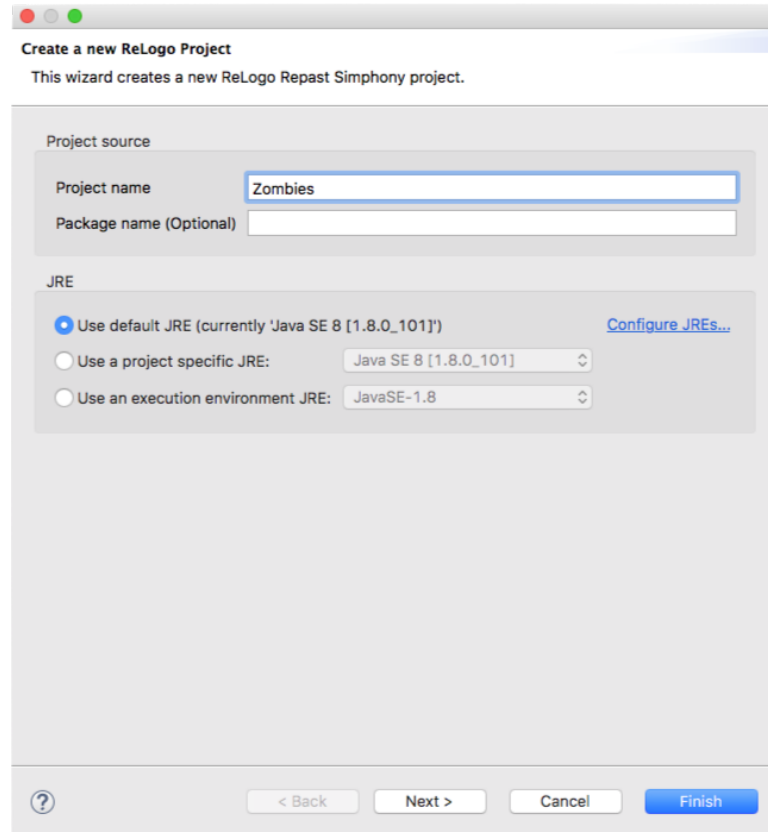 Create a new ReLogo Project
This wizard creates a new ReLogo Repast Simphony project.
Project source
Project name Zombies
Package name (Optional)
JRE
Use default JRE (currently 'Java SE 8 [1.8.0_101]') Configure JREs...
Use a project specific JRE: Java SE 8 [1.8.0_101]
Use an execution environment JRE: JavaSE-1.8
? < Back Next > Cancel Finish